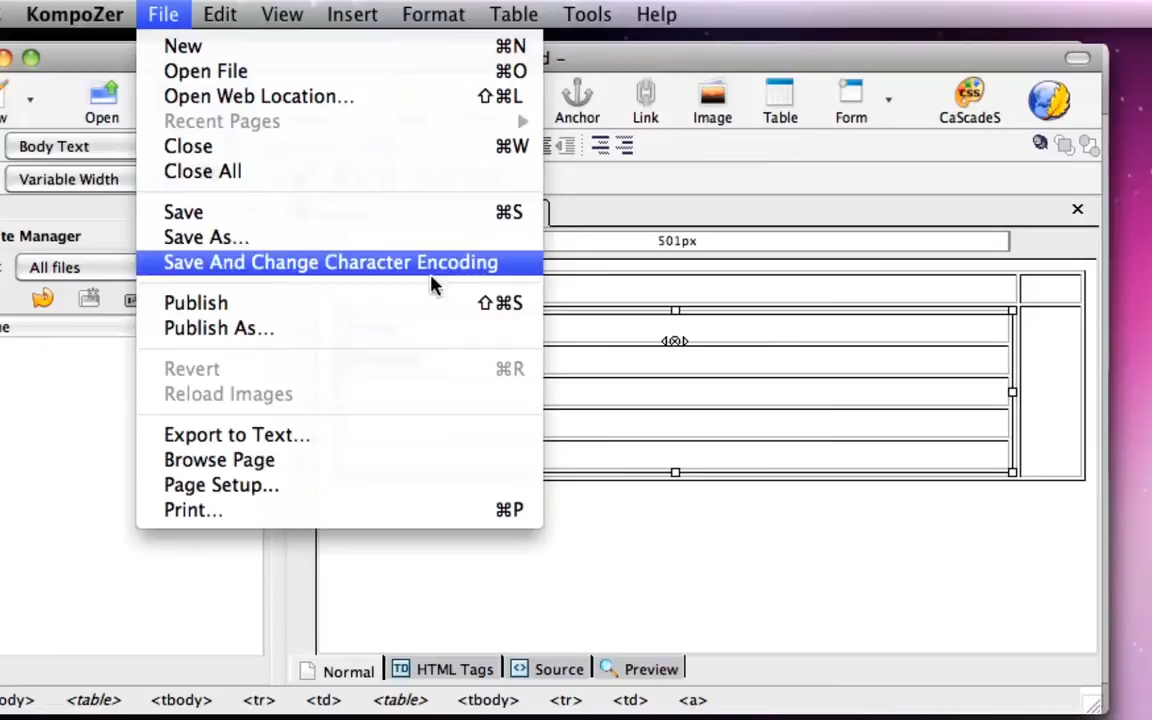 KompoZer File Edit View Insert Format Table Tools Help
New ⌘N
Open File ⌘O
Open Web Location... ⇧⌘L
Recent Pages
Close ⌘W
Close All
Save ⌘S
Save As...
Save And Change Character Encoding
Publish ⇧⌘S
Publish As...
Revert ⌘R
Reload Images
Export to Text...
Browse Page
Page Setup...
Print... ⌘P
d –
w Open Anchor Link Image Table Form CaScadeS
Body Text
Variable Width
te Manager
501px
All files
ne
Normal HTML Tags Source Preview
TD
ody> <table> <tbody> <tr> <td> <table> <tbody> <tr> <td> <a>